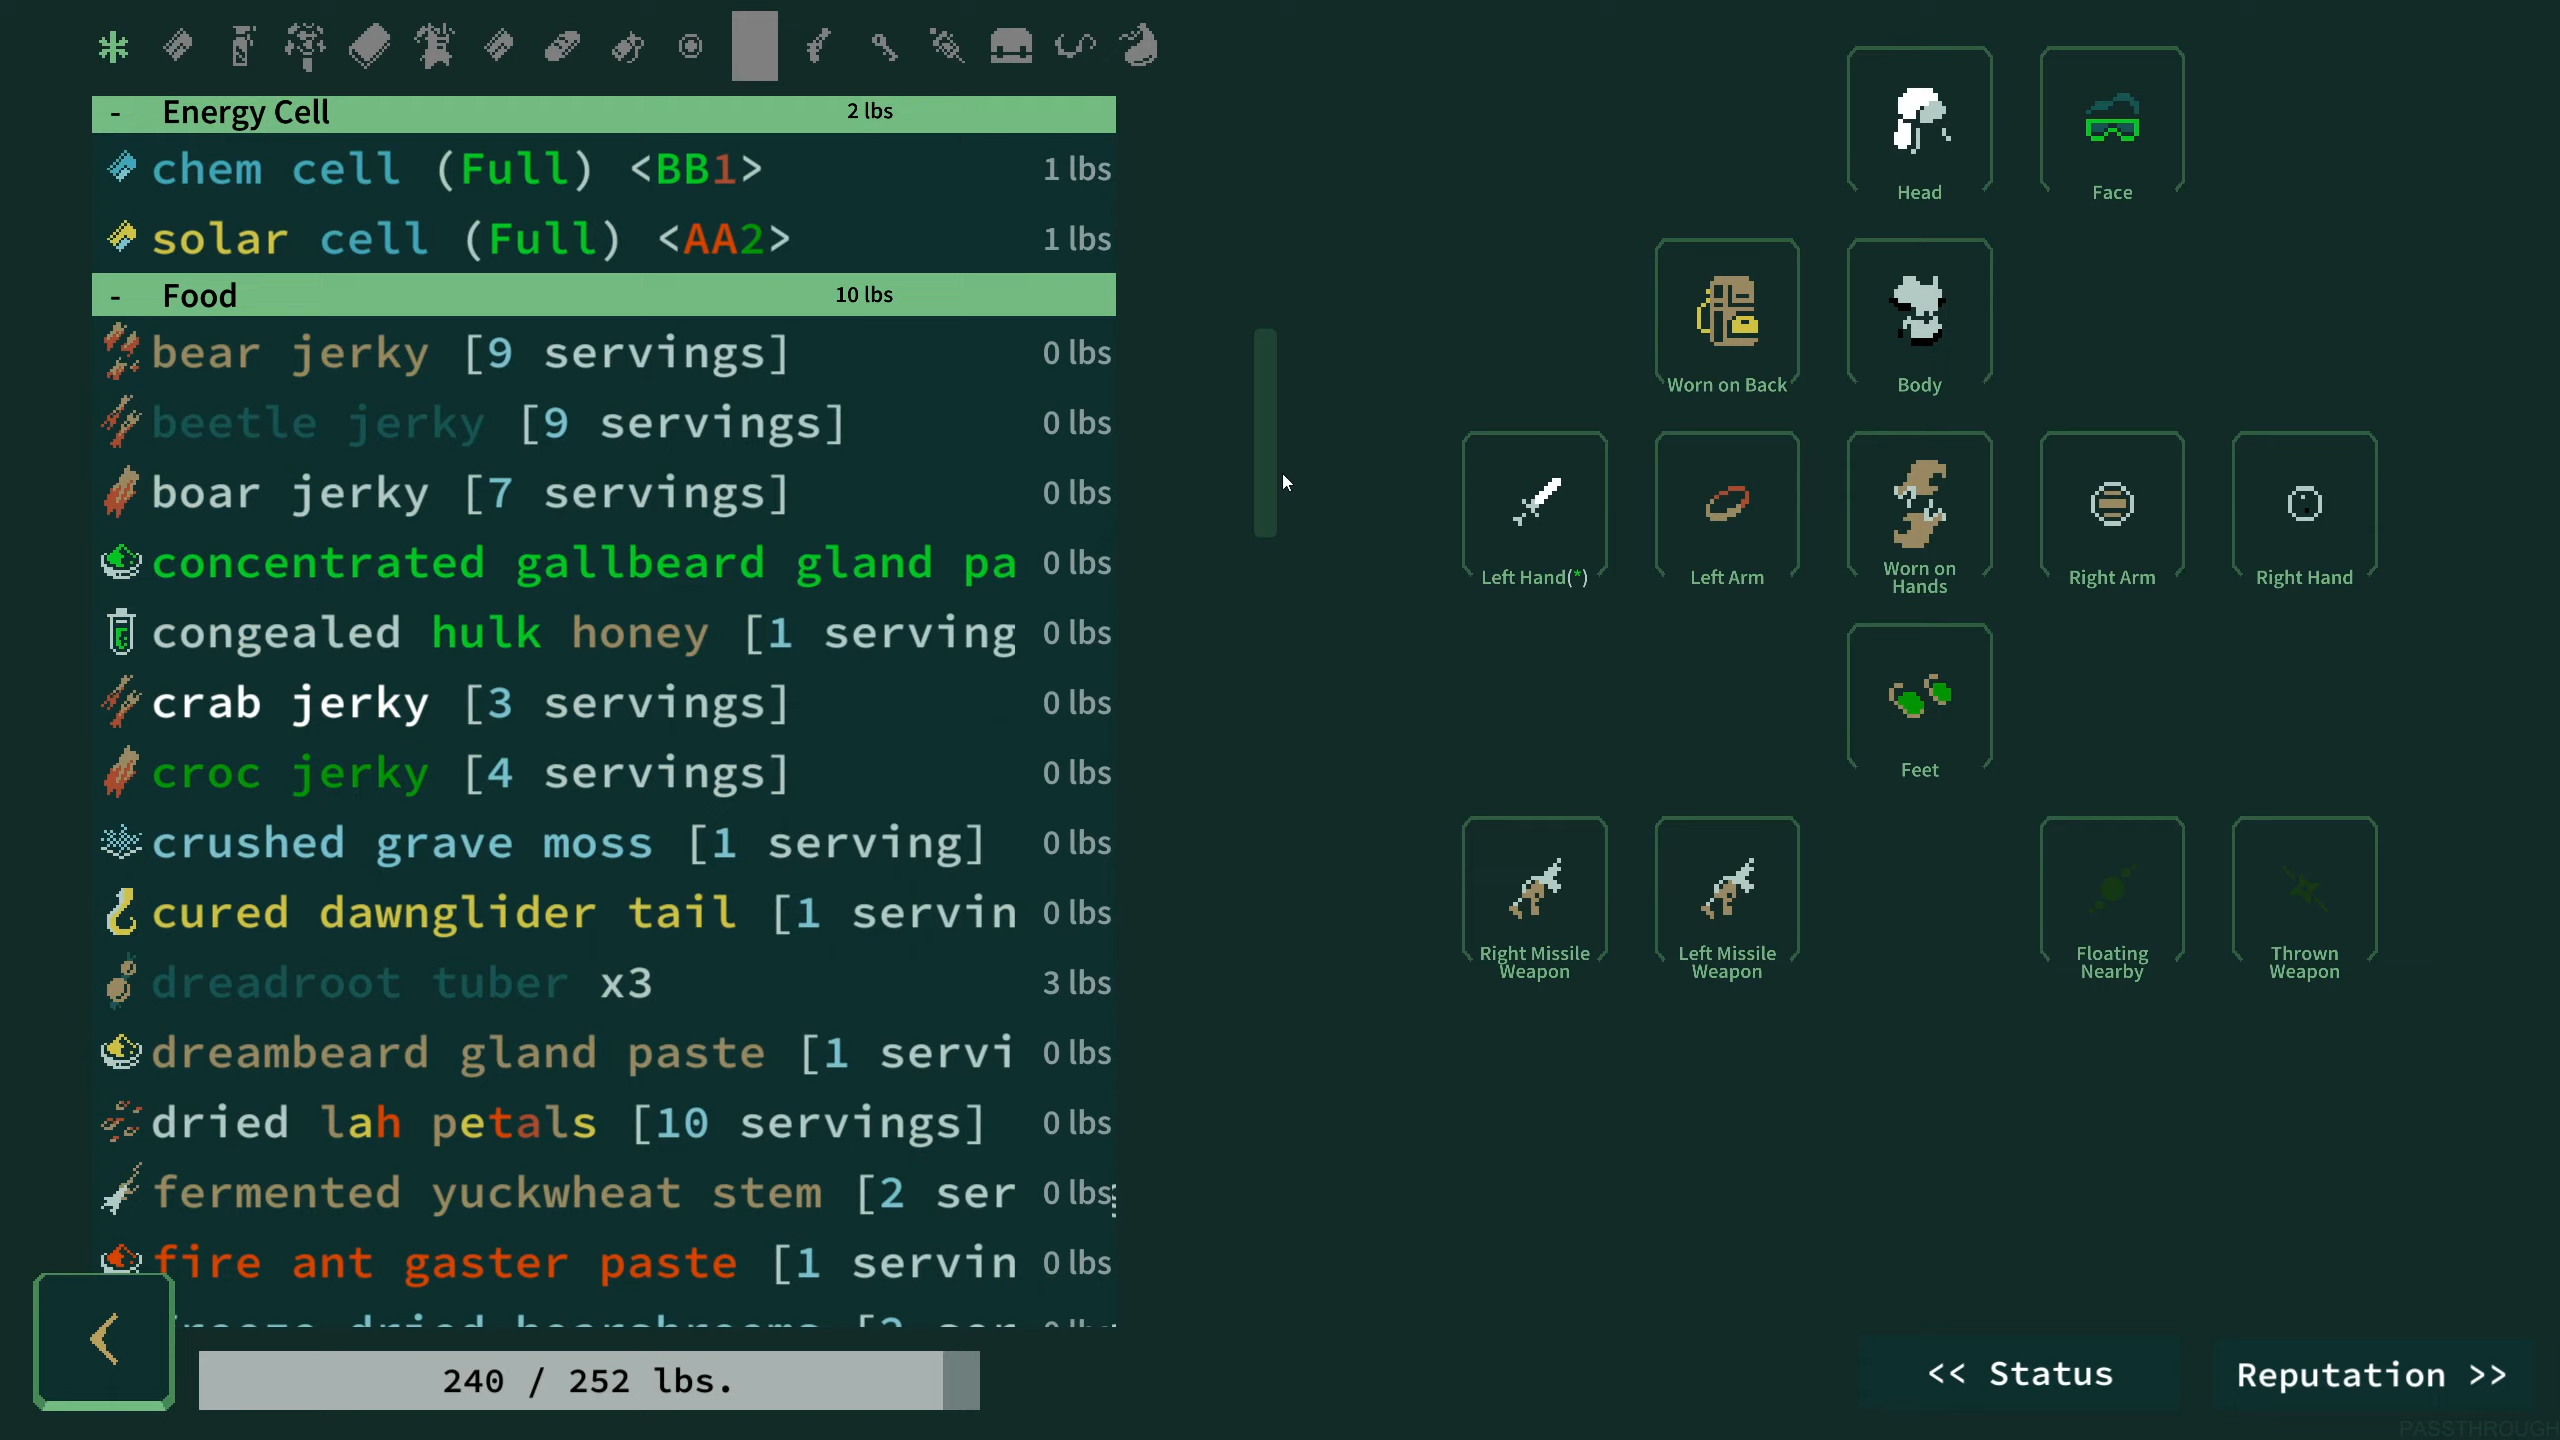 - Energy Cell 2 lbs
chem cell (Full) <BB1> 1 lbs
solar cell (Full) <AA2> 1 lbs
- Food 10 lbs
bear jerky [9 servings] 0 lbs
beetle jerky [9 servings] 0 lbs
boar jerky [7 servings] 0 lbs
concentrated gallbeard gland pa 0 lbs
congealed hulk honey [1 serving 0 lbs
crab jerky [3 servings] 0 lbs
croc jerky [4 servings] 0 lbs
crushed grave moss [1 serving] 0 lbs
cured dawnglider tail [1 servin 0 lbs
dreadroot tuber x3 3 lbs
dreambeard gland paste [1 servi 0 lbs
dried lah petals [10 servings] 0 lbs
fermented yuckwheat stem [2 ser 0 lbs
fire ant gaster paste [1 servin 0 lbs
240 / 252 lbs.
Head
Face
Worn on Back
Body
Left Hand(*)
Left Arm
Worn on
Hands
Right Arm
Right Hand
Feet
Right Missile
Weapon
Left Missile
Weapon
Floating
Nearby
Thrown
Weapon
<< Status
Reputation >>
PASSTHROUGH